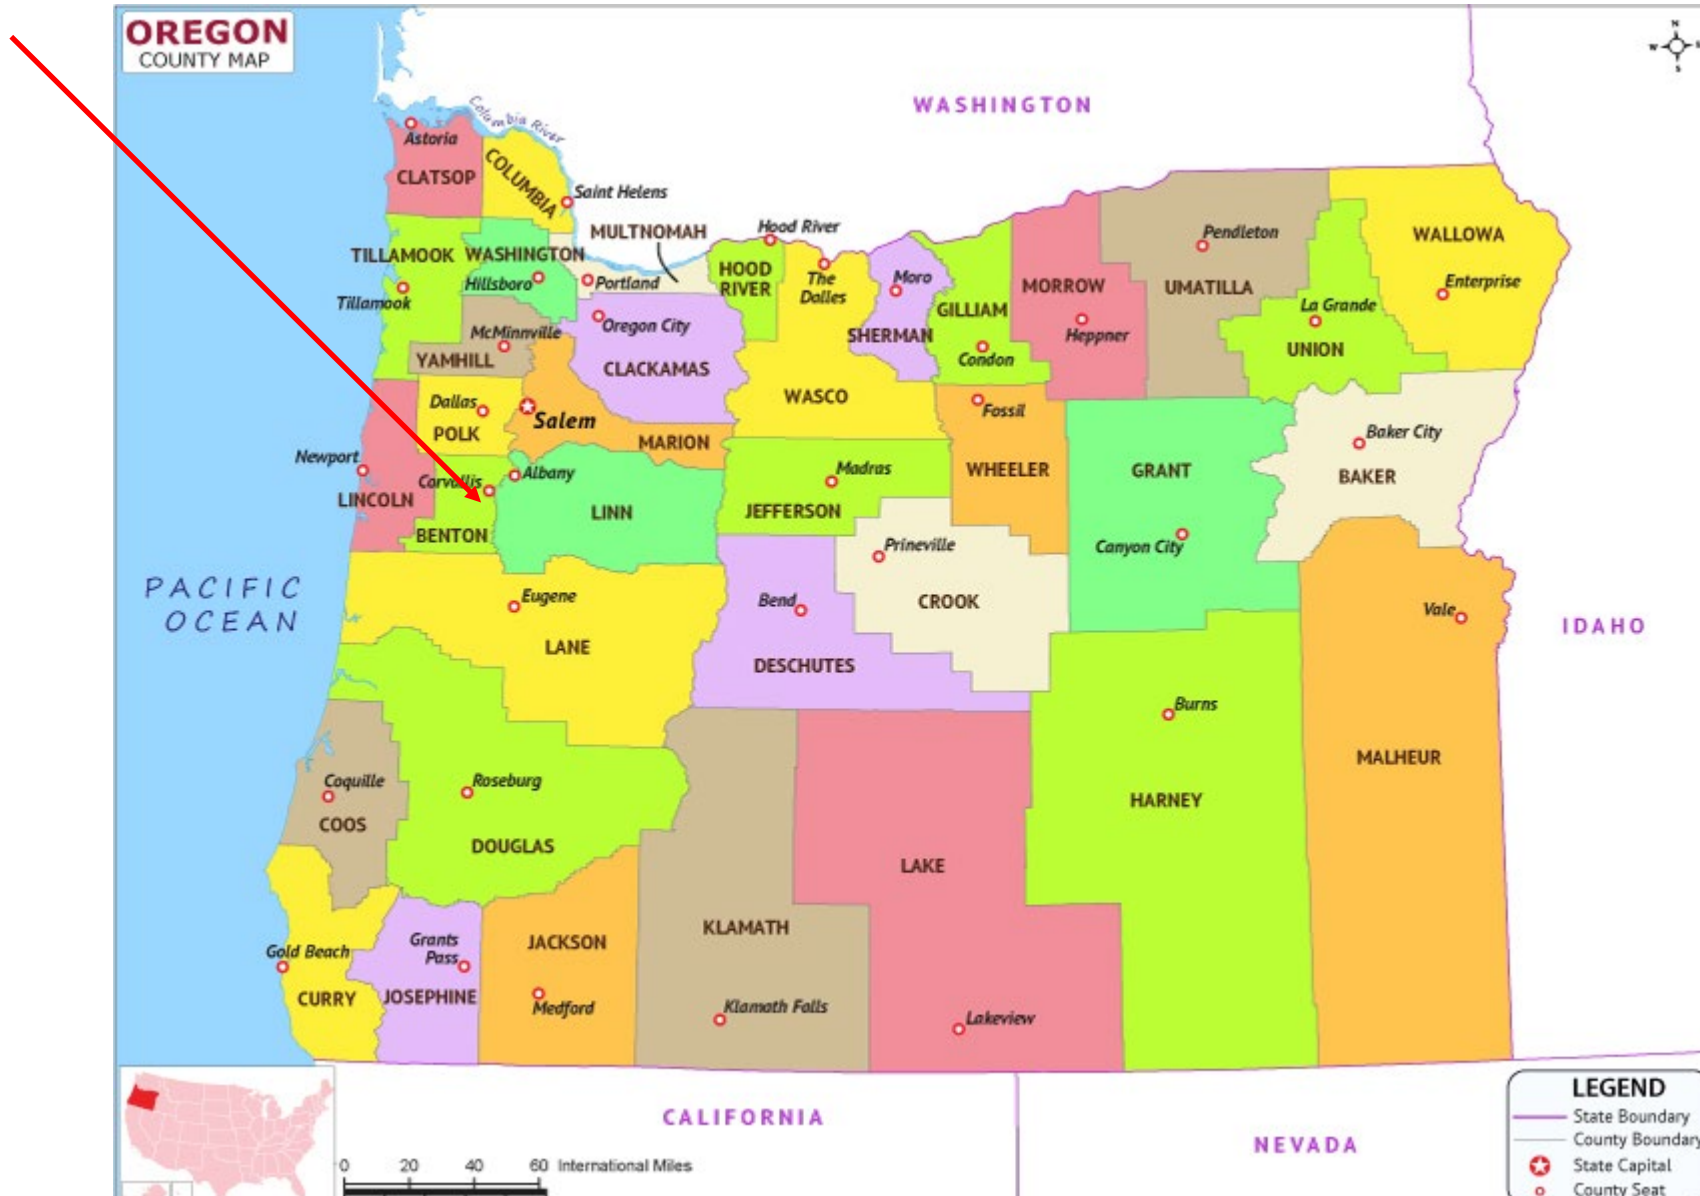 OREGON
COUNTY MAP
N
W
S
WASHINGTON
Columbia River
Astoria
CLATSOP
COLUMBIA
Saint Helens
MULTNOMAH
Hood River
TILLAMOOK
WASHINGTON
Tillamook
Hillsboro
Portland
HOOD
RIVER
The
Dalles
Moro
SHERMAN
GILLIAM
Condon
MORROW
Heppner
Pendleton
UMATILLA
La Grande
UNION
WALLOWA
Enterprise
McMinnville
YAMHILL
Oregon City
CLACKAMAS
WASCO
Dallas
POLK
Salem
MARION
Fossil
WHEELER
GRANT
Canyon City
Baker City
BAKER
Newport
LINCOLN
Corvallis
BENTON
Albany
LINN
Madras
JEFFERSON
Prineville
CROOK
PACIFIC
OCEAN
Eugene
LANE
Bend
DESCHUTES
Vale
IDAHO
Burns
HARNEY
MALHEUR
Coquille
COOS
Roseburg
DOUGLAS
LAKE
Lakeview
KLAMATH
Klamath Falls
Gold Beach
CURRY
Grants
Pass
JOSEPHINE
JACKSON
Medford
CALIFORNIA
NEVADA
0 20 40 60 International Miles
LEGEND
State Boundary
County Boundary
State Capital
County Seat